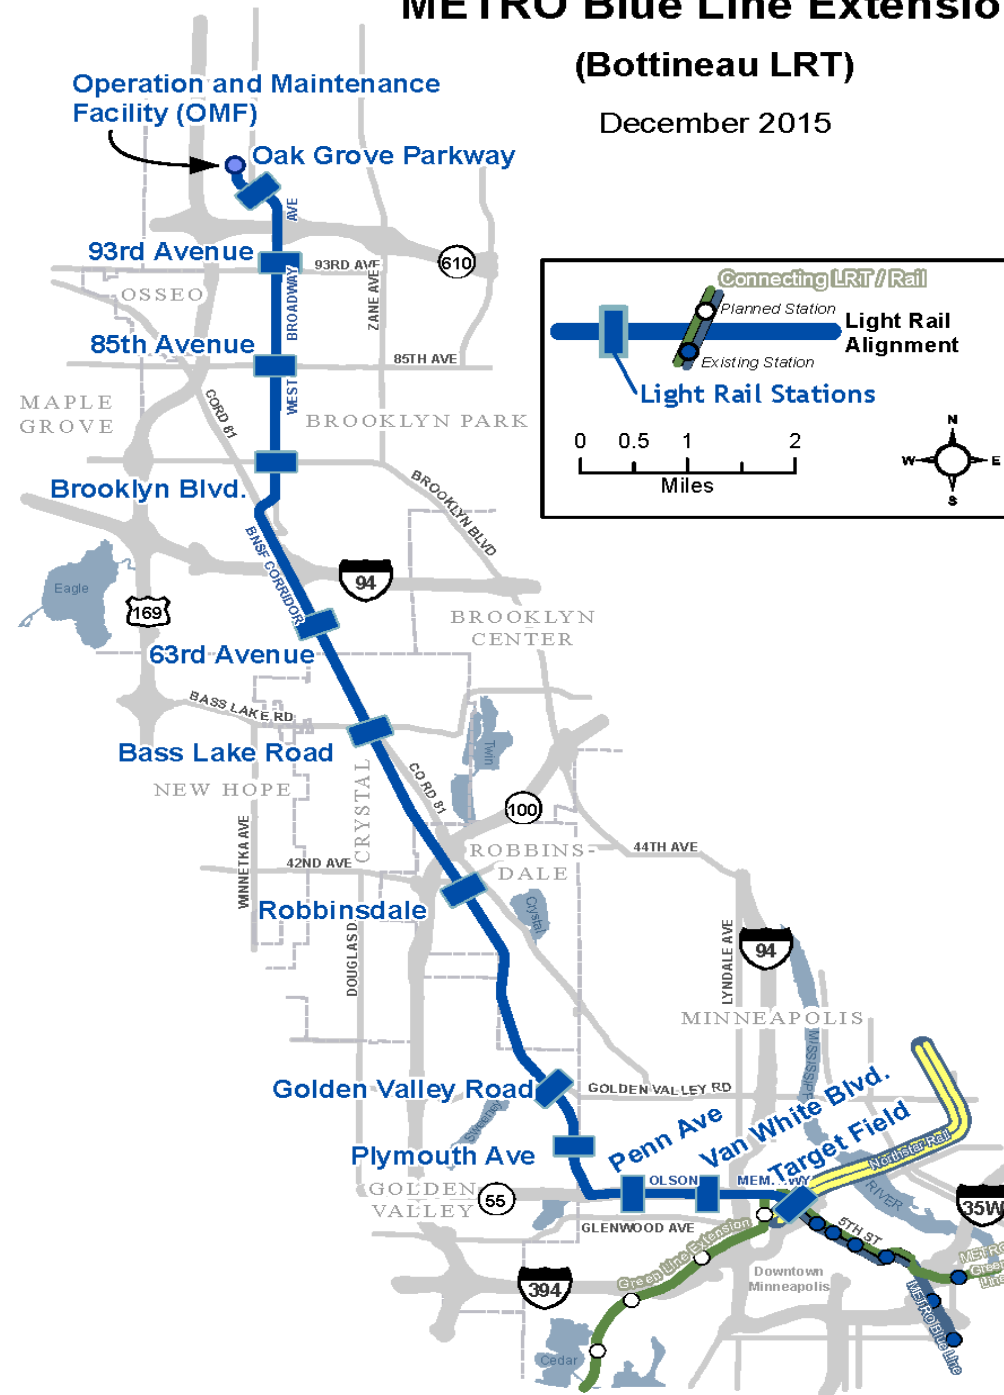 METRO Blue Line Extensio
(Bottineau LRT)
December 2015
Operation and Maintenance
Facility (OMF)
Oak Grove Parkway
AVE
93rd Avenue
93RD AVE
610
OSSEO
BROADWAY
ZANE AVE
Connecting LRT / Rail
Planned Station
Light Rail
Alignment
Existing Station
Light Rail Stations
85th Avenue
85TH AVE
WEST
MAPLE
GROVE
CORD 81
BROOKLYN PARK
0 0.5 1 2
Miles
N
W E
S
Brooklyn Blvd.
BROOKLYN BLVD
BNSF CORRIDOR
94
Eagle
169
BROOKLYN
CENTER
63rd Avenue
BASS LAKE RD
Bass Lake Road
Twin
NEW HOPE
CRYSTAL
CORD 81
100
WINNETKA AVE
42ND AVE
ROBBINS-
DALE
44TH AVE
Robbinsdale
Crystal
DOUGLAS D
LYNDALE AVE
94
MINNEAPOLIS
MISSISSIPP
Golden Valley Road
GOLDEN VALLEY RD
Sweeney
Plymouth Ave
Penn Ave
Van White Blvd.
Target Field
Northstar Rail
GOLDEN
VALLEY
55
OLSON
MEM. WY
RIVER
35W
GLENWOOD AVE
5TH ST
Green Line Extension
METRO
Green
Line
Downtown
Minneapolis
394
METRO Blue Line
Cedar